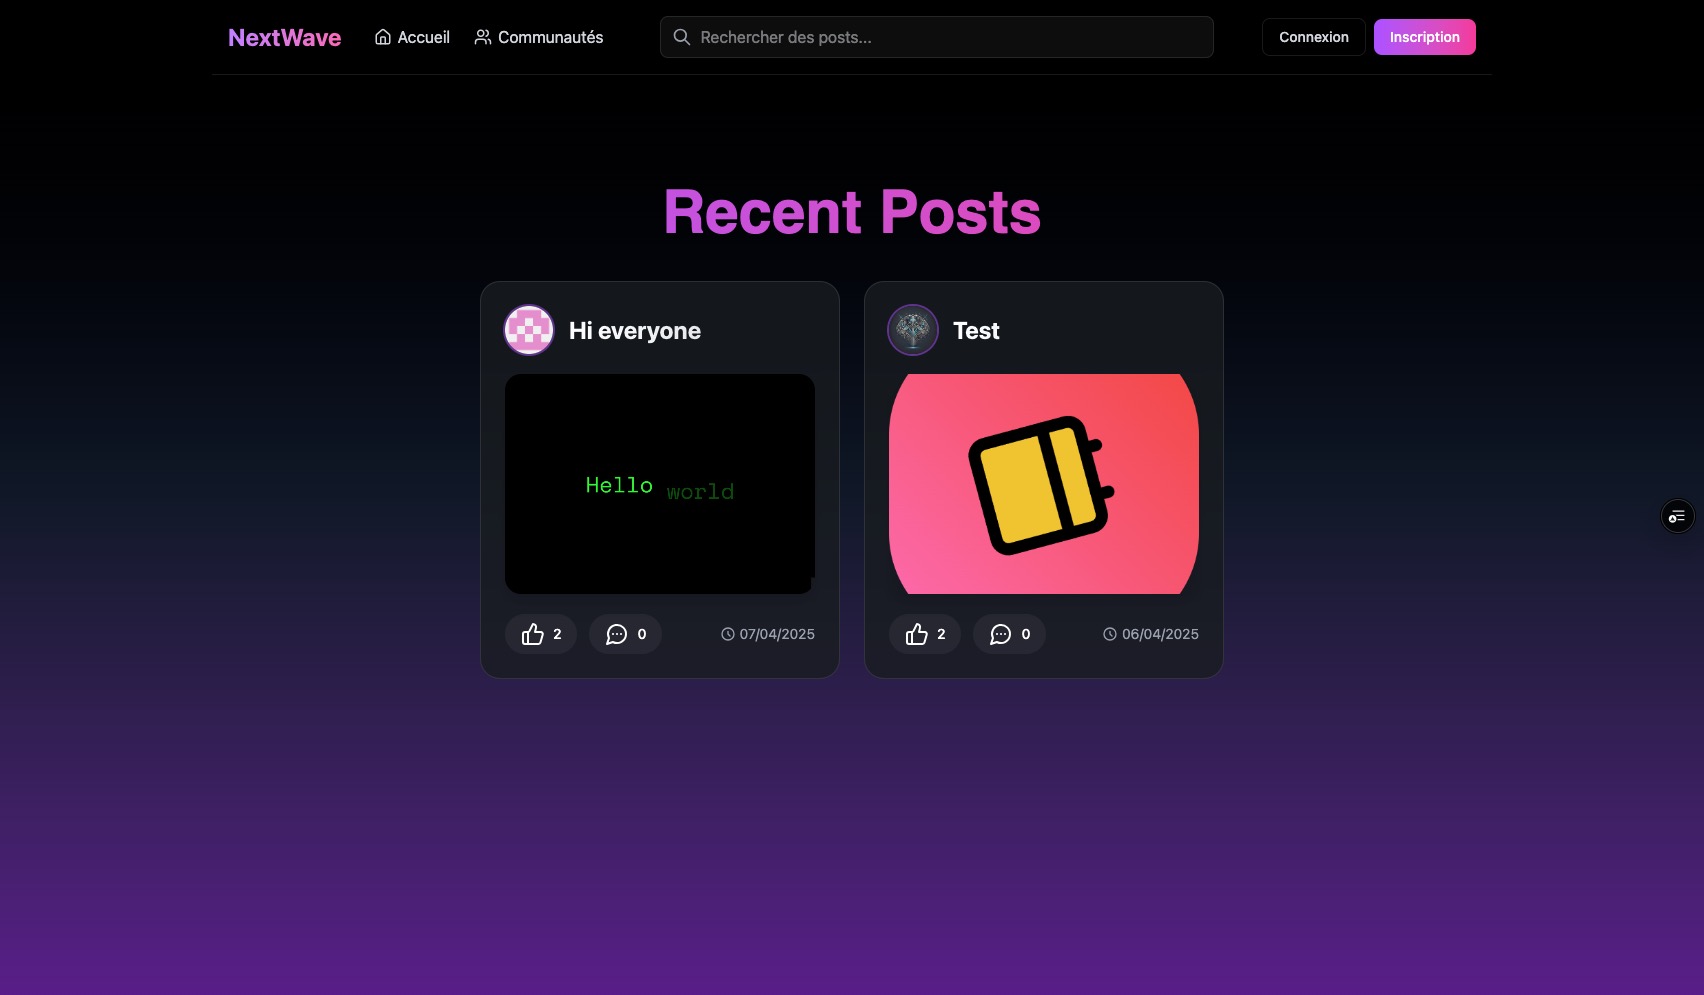 NextWave
Accueil
Communautés
Rechercher des posts...
Connexion
Inscription
Recent Posts
Hi everyone
Hello world
2
0
07/04/2025
Test
2
0
06/04/2025